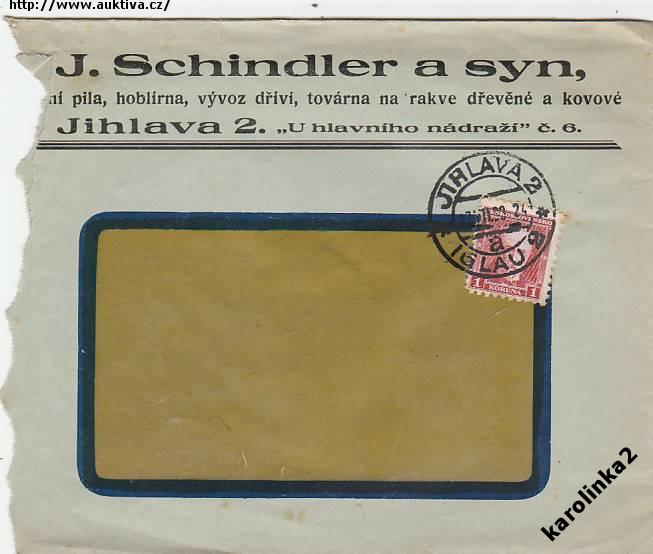 http://www.auktiva.cz/
J. Schindler a syn,
ní pila, hoblírna, vývoz dříví, továrna na rakve dřevěné a kovové
Jihlava 2. „U hlavního nádraží” č. 6.
JIHLAVA 2
a
IGLAU
ČESKOSLOVENSKO
1 KORUNA 1
karolinka2